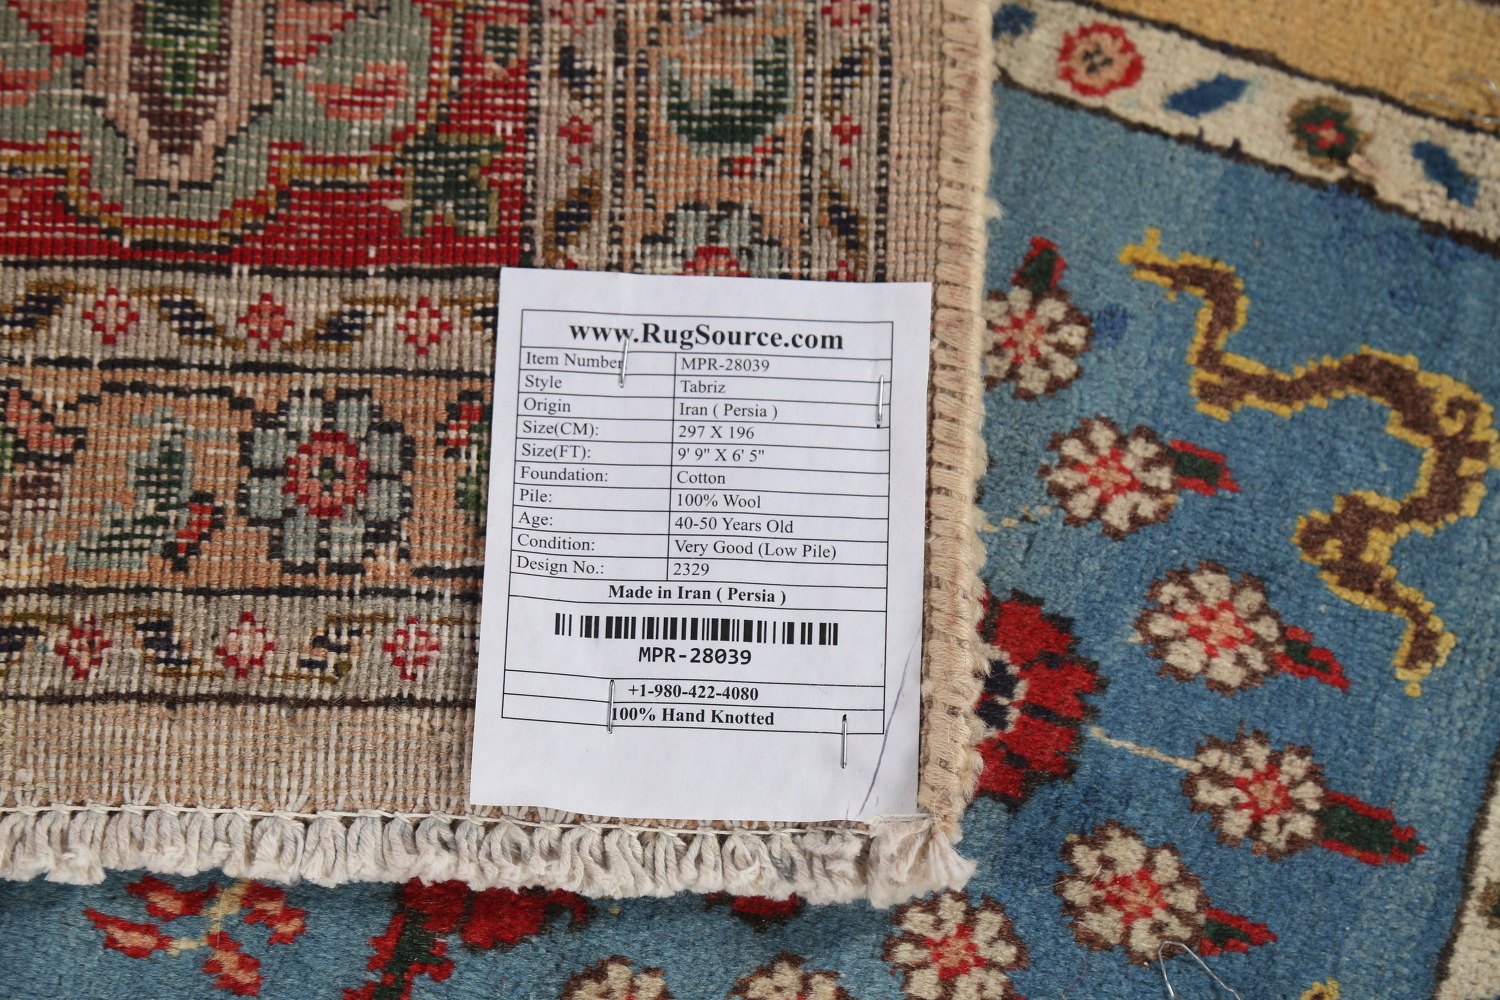 www.RugSource.com
Item Number MPR-28039
Style Tabriz
Origin Iran ( Persia )
Size(CM): 297 X 196
Size(FT): 9' 9" X 6' 5"
Foundation: Cotton
Pile: 100% Wool
Age: 40-50 Years Old
Condition: Very Good (Low Pile)
Design No.: 2329
Made in Iran ( Persia )
MPR-28039
+1-980-422-4080
100% Hand Knotted